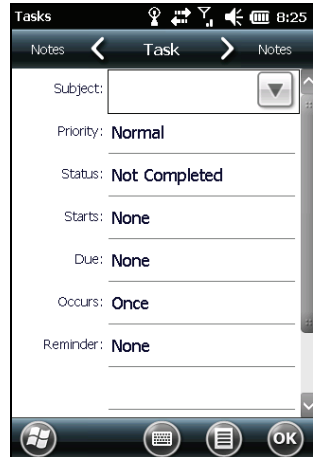 Tasks 8:25
Notes Task Notes
Subject:
Priority: Normal
Status: Not Completed
Starts: None
Due: None
Occurs: Once
Reminder: None
OK